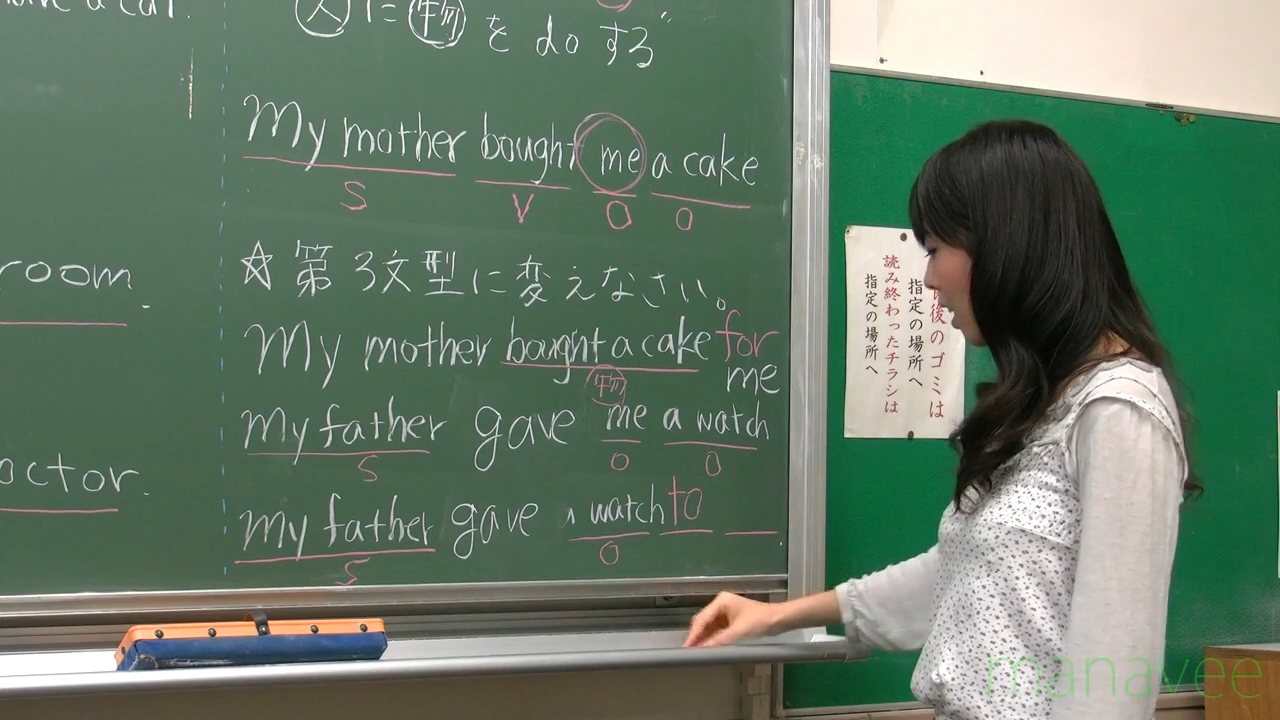 a cat.
人に物を do する"
My mother bought me a cake
S V O O
☆第3文型に変えなさい。
room.
My mother bought a cake for
me
物
My father gave me a watch
S O O
doctor.
My father gave a watch to
O
S
後のゴミは
指定の場所へ
読み終わったチラシは
指定の場所へ
manavee